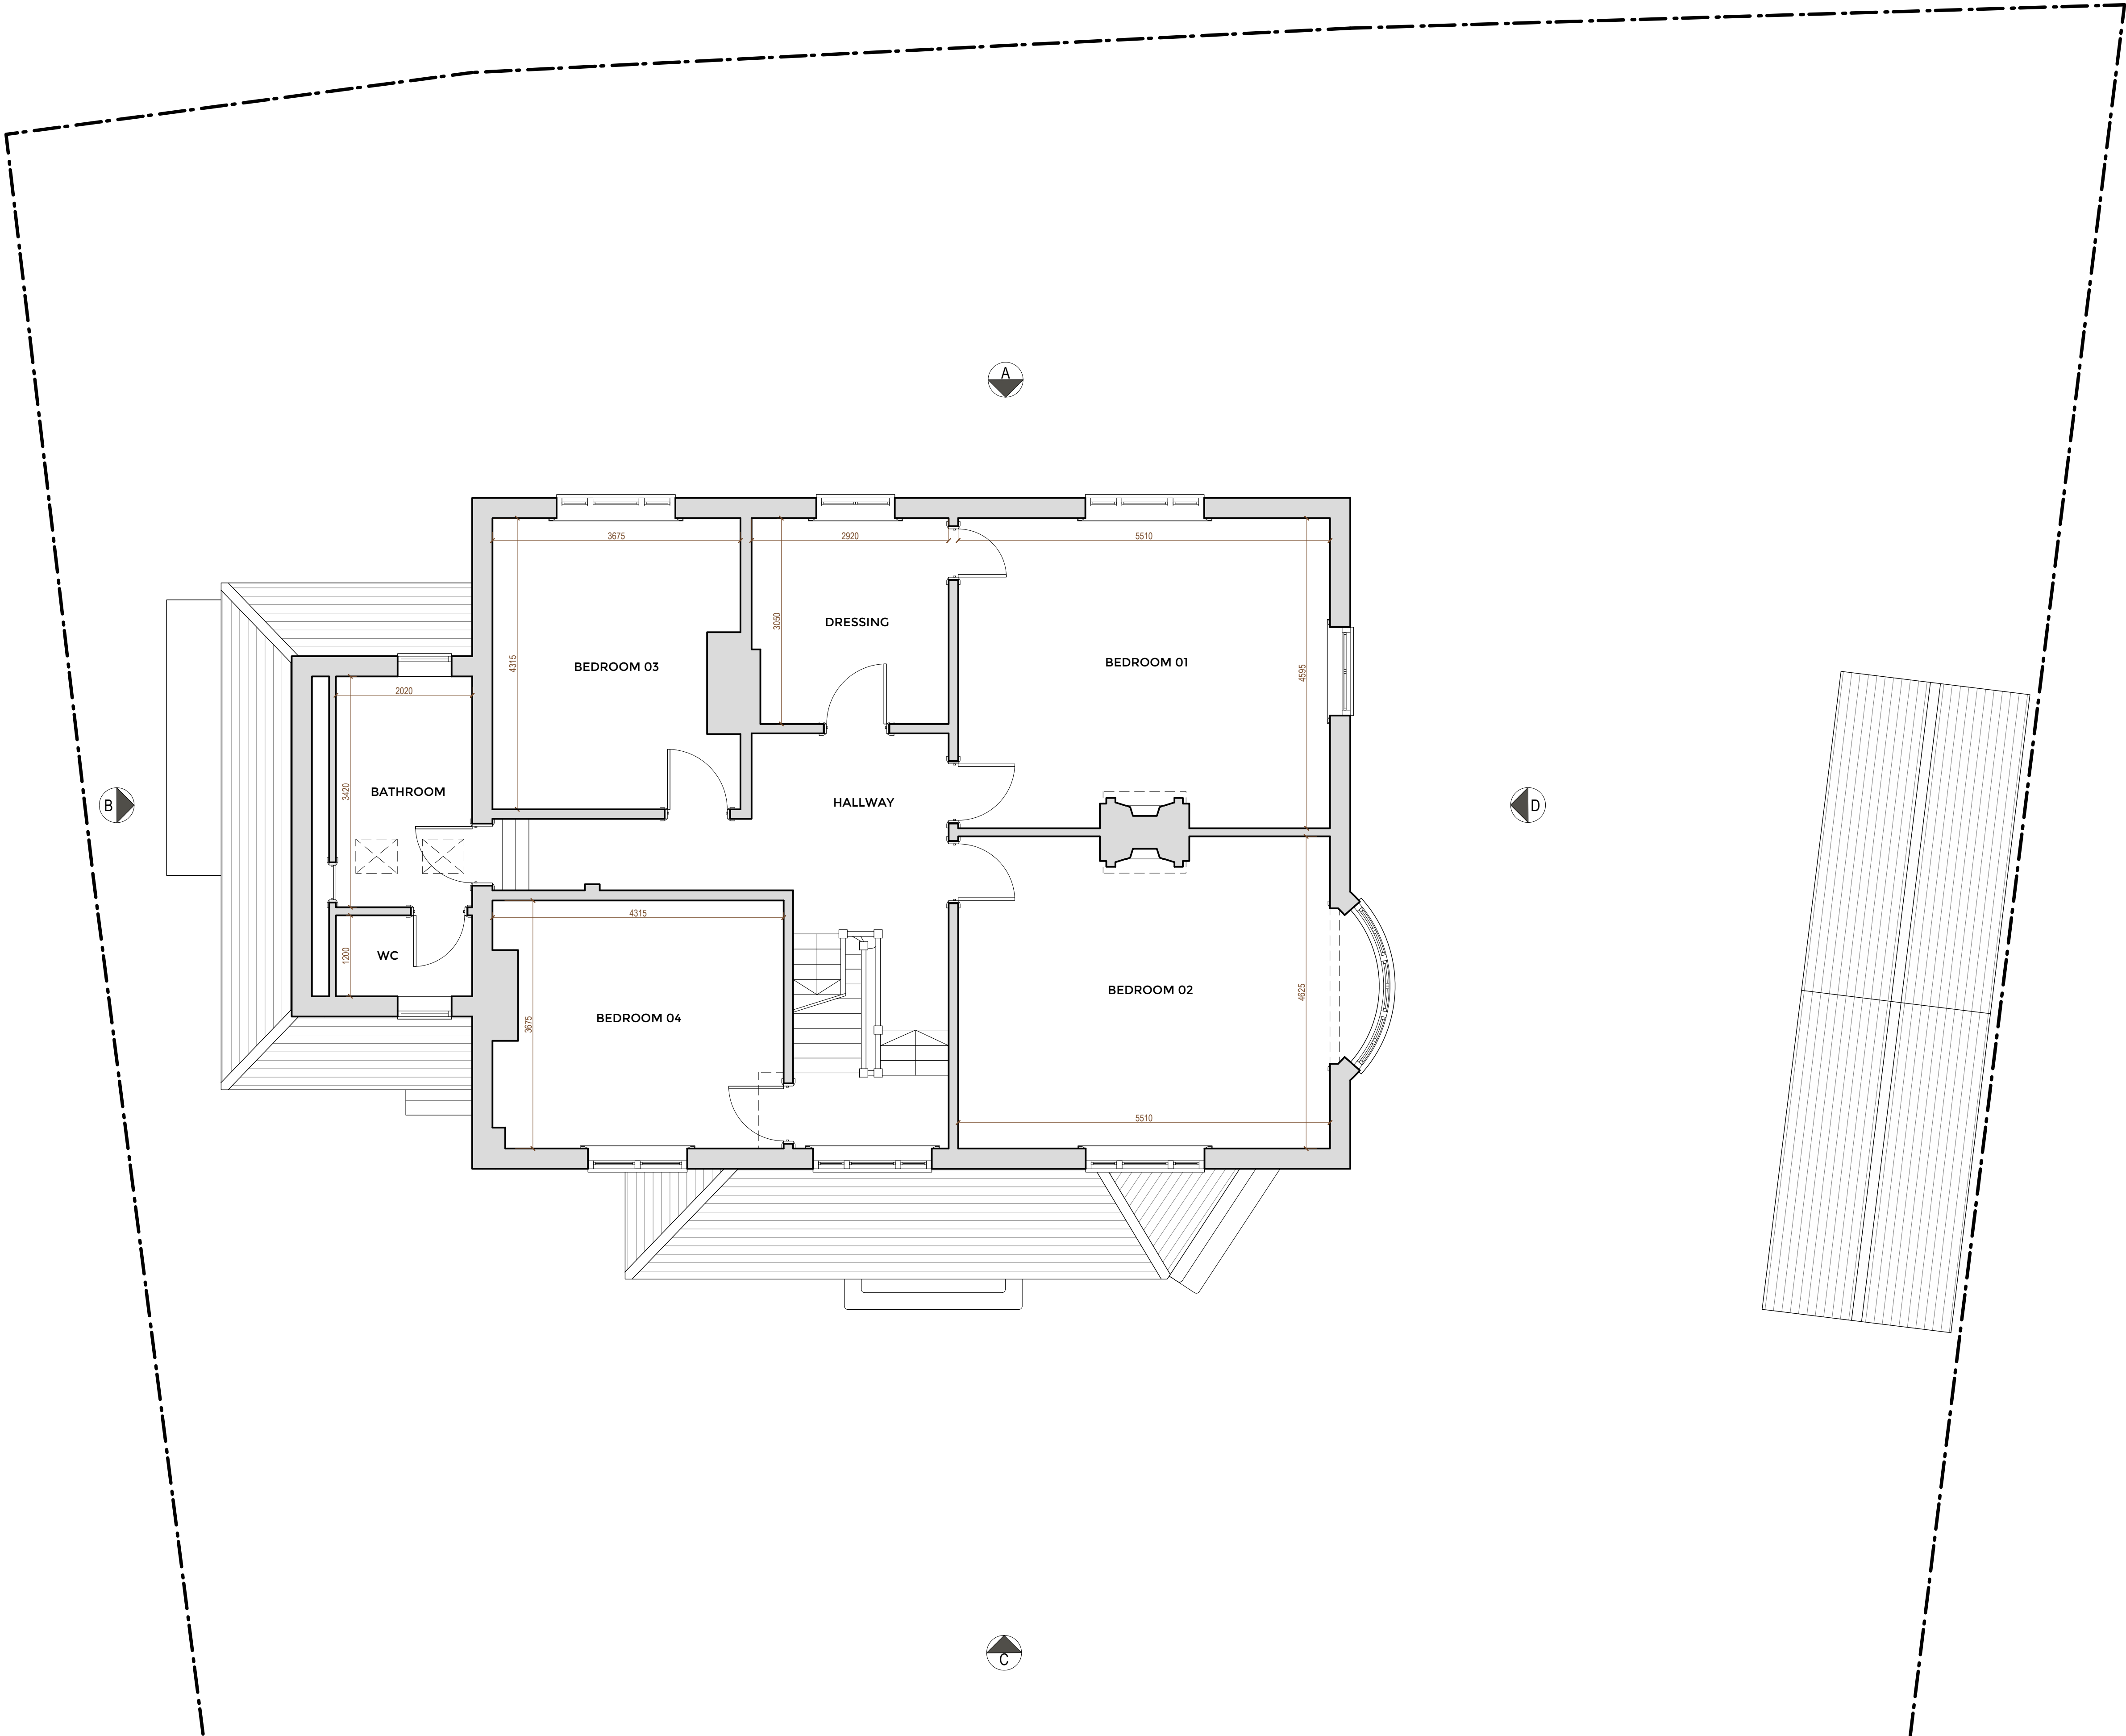 A
3675
2920
5510
4315
3050
4595
DRESSING
BEDROOM 03
BEDROOM 01
2020
3420
BATHROOM
HALLWAY
B
D
4315
1200
WC
3675
BEDROOM 04
BEDROOM 02
4625
5510
C